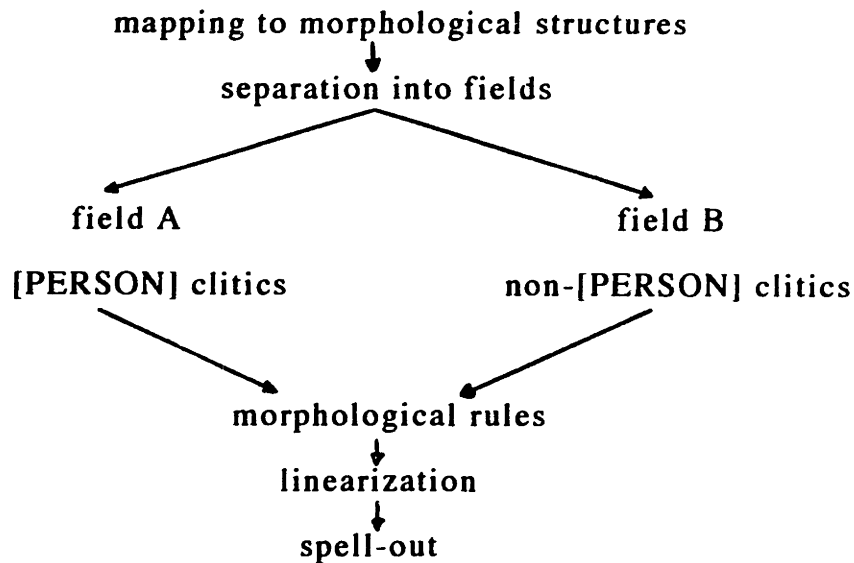 mapping to morphological structures
separation into fields
field A
field B
[PERSON] clitics
non-[PERSON] clitics
morphological rules
linearization
spell-out